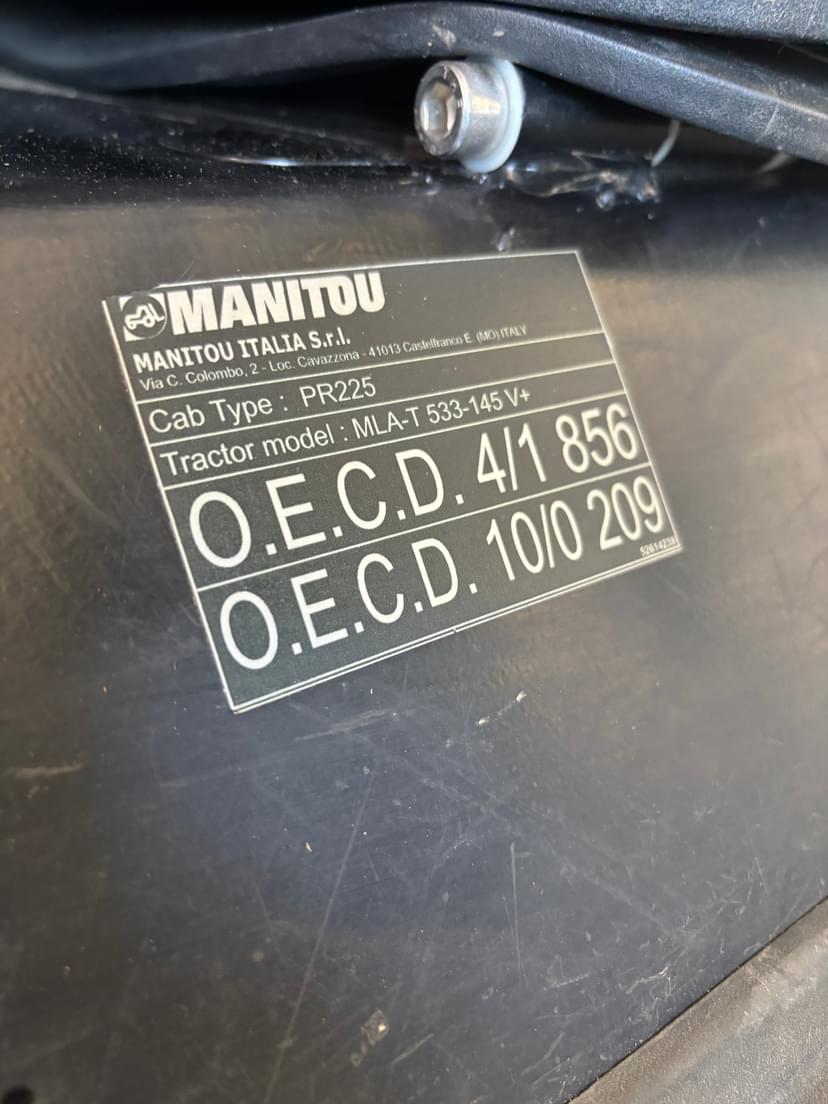 MANITOU
MANITOU ITALIA S.r.l.
Via C. Colombo, 2 - Loc. Cavazzona - 41013 Castelfranco E. (MO) ITALY
Cab Type : PR225
Tractor model : MLA-T 533-145 V+
O.E.C.D. 4/1 856
O.E.C.D. 10/0 209
52614238